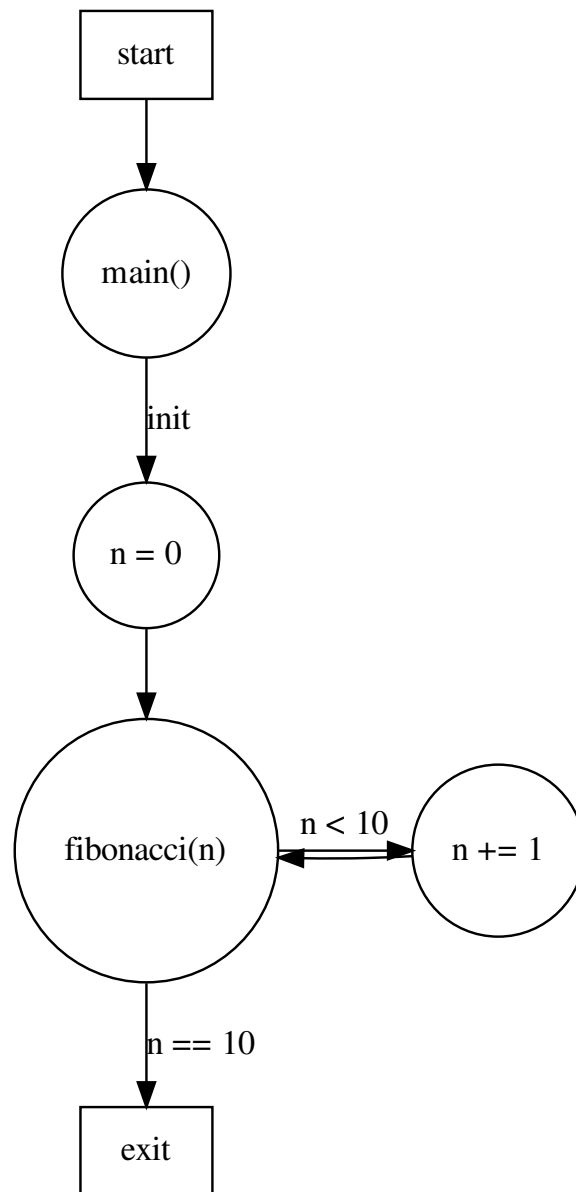 start
main()
init
n = 0
n < 10
fibonacci(n)
n += 1
n == 10
exit